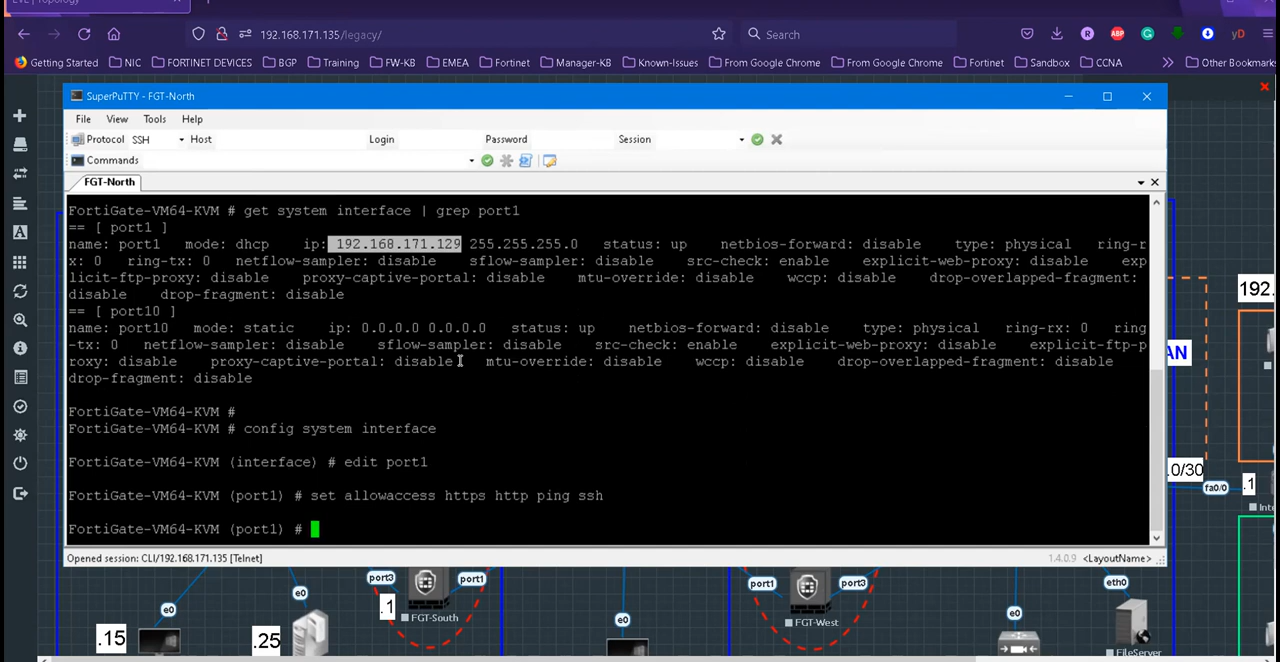 EVE | Topology
192.168.171.135/legacy/
Search
Getting Started NIC FORTINET DEVICES BGP Training FW-KB EMEA Fortinet Manager-KB Known-Issues From Google Chrome From Google Chrome Fortinet Sandbox CCNA Other Bookmarks
SuperPuTTY - FGT-North
File View Tools Help
Protocol SSH Host Login Password Session
Commands
FGT-North
FortiGate-VM64-KVM # get system interface | grep port1
== [ port1 ]
name: port1   mode: dhcp    ip: 192.168.171.129 255.255.255.0   status: up    netbios-forward: disable    type: physical   ring-r
x: 0   ring-tx: 0   netflow-sampler: disable    sflow-sampler: disable    src-check: enable    explicit-web-proxy: disable    exp
licit-ftp-proxy: disable    proxy-captive-portal: disable    mtu-override: disable    wccp: disable    drop-overlapped-fragment:
disable    drop-fragment: disable
== [ port10 ]
name: port10   mode: static    ip: 0.0.0.0 0.0.0.0   status: up    netbios-forward: disable    type: physical   ring-rx: 0   ring
-tx: 0   netflow-sampler: disable    sflow-sampler: disable    src-check: enable    explicit-web-proxy: disable    explicit-ftp-p
roxy: disable    proxy-captive-portal: disable    mtu-override: disable    wccp: disable    drop-overlapped-fragment: disable
drop-fragment: disable
FortiGate-VM64-KVM #
FortiGate-VM64-KVM # config system interface
FortiGate-VM64-KVM (interface) # edit port1
FortiGate-VM64-KVM (port1) # set allowaccess https http ping ssh
FortiGate-VM64-KVM (port1) #
Opened session: CLI/192.168.171.135 [Telnet] 1.4.0.9 <LayoutName>
192.
AN
.0/30
fa0/0
.1
Inte
port3 port1 port1 port3 eth0
e0 e0 e0 e0
.1
FGT-South FGT-West
.15 .25 FileServer